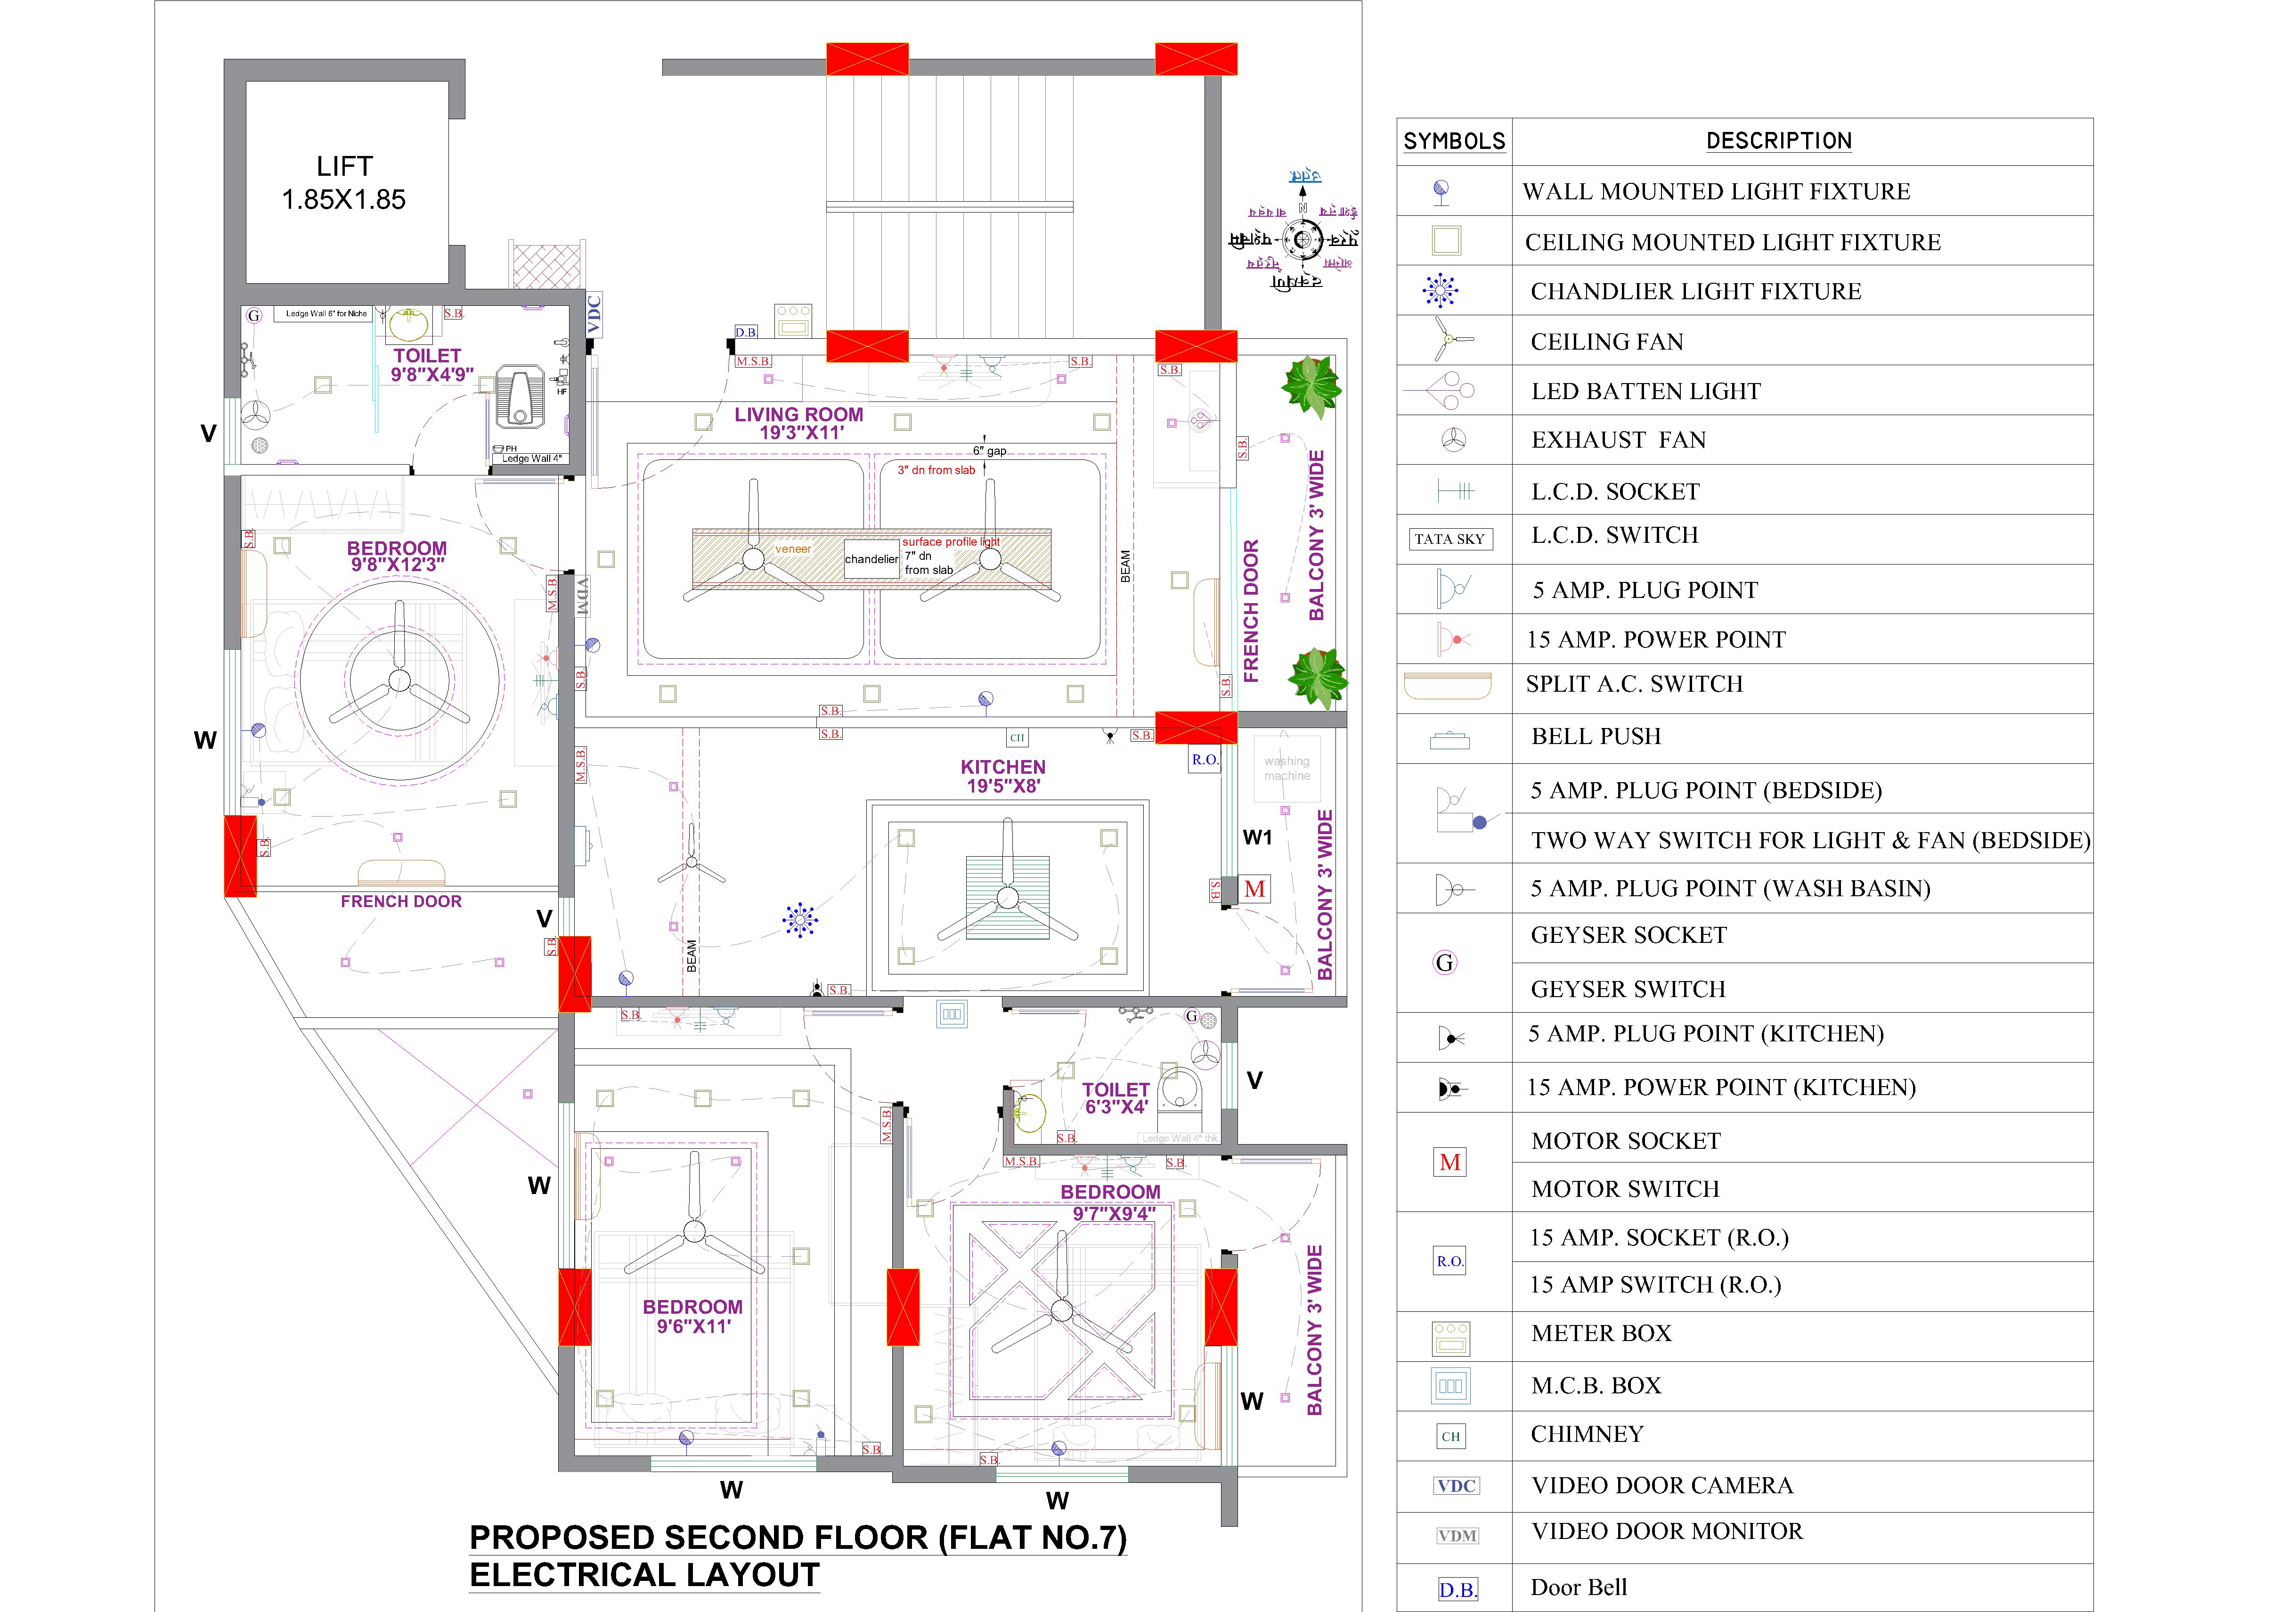 LIFT
1.85X1.85
VDC
G
Ledge Wall 6" for Niche
S.B.
TOILET
9'8"X4'9"
HF
PH
Ledge Wall 4"
V
D.B.
M.S.B.
S.B.
S.B.
N
LIVING ROOM
19'3"X11'
6" gap
3" dn from slab
S.B.
BALCONY 3' WIDE
S.B.
BEDROOM
9'8"X12'3"
veneer
chandelier
surface profile light
7" dn
from slab
BEAM
FRENCH DOOR
M.S.B.
VDM
S.B.
S.B.
W
S.B.
S.B.
CH
S.B.
R.O.
washing
machine
M.S.B.
KITCHEN
19'5"X8'
W1
BALCONY 3' WIDE
S.B.
S.B.
M
FRENCH DOOR
V
S.B.
BEAM
S.B.
S.B.
G
TOILET
6'3"X4'
V
M.S.B.
S.B.
Ledge Wall 4" thk
M.S.B.
S.B.
W
BEDROOM
9'7"X9'4"
BALCONY 3' WIDE
BEDROOM
9'6"X11'
W
S.B.
S.B.
W
W
PROPOSED SECOND FLOOR (FLAT NO.7)
ELECTRICAL LAYOUT
SYMBOLS DESCRIPTION
WALL MOUNTED LIGHT FIXTURE
CEILING MOUNTED LIGHT FIXTURE
CHANDLIER LIGHT FIXTURE
CEILING FAN
LED BATTEN LIGHT
EXHAUST FAN
L.C.D. SOCKET
TATA SKY L.C.D. SWITCH
5 AMP. PLUG POINT
15 AMP. POWER POINT
SPLIT A.C. SWITCH
BELL PUSH
5 AMP. PLUG POINT (BEDSIDE)
TWO WAY SWITCH FOR LIGHT & FAN (BEDSIDE)
5 AMP. PLUG POINT (WASH BASIN)
GEYSER SOCKET
G
GEYSER SWITCH
5 AMP. PLUG POINT (KITCHEN)
15 AMP. POWER POINT (KITCHEN)
MOTOR SOCKET
M
MOTOR SWITCH
15 AMP. SOCKET (R.O.)
R.O.
15 AMP SWITCH (R.O.)
METER BOX
M.C.B. BOX
CH CHIMNEY
VDC VIDEO DOOR CAMERA
VDM VIDEO DOOR MONITOR
D.B. Door Bell